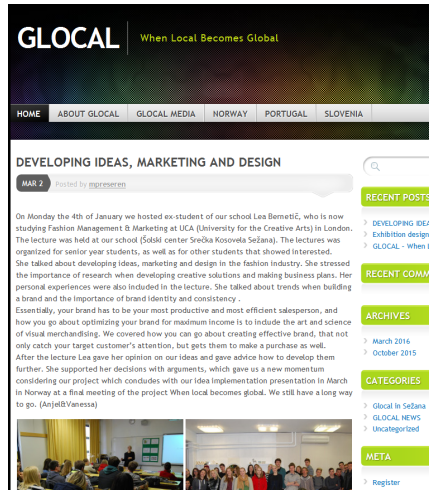 GLOCAL
When Local Becomes Global
HOME ABOUT GLOCAL GLOCAL MEDIA NORWAY PORTUGAL SLOVENIA
DEVELOPING IDEAS, MARKETING AND DESIGN
MAR 2 Posted by mpreseren
On Monday the 4th of January we hosted ex-student of our school Lea Bernetič, who is now
studying Fashion Management & Marketing at UCA (University for the Creative Arts) in London.
The lecture was held at our school (Šolski center Srečka Kosovela Sežana). The lectures was
organized for senior year students, as well as for other students that showed interested.
She talked about developing ideas, marketing and design in the fashion industry. She stressed
the importance of research when developing creative solutions and making business plans. Her
personal experiences were also included in the lecture. She talked about trends when building
a brand and the importance of brand identity and consistency .
Essentially, your brand has to be your most productive and most efficient salesperson, and
how you go about optimizing your brand for maximum income is to include the art and science
of visual merchandising. We covered how you can go about creating effective brand, that not
only catch your target customer's attention, but gets them to make a purchase as well.
After the lecture Lea gave her opinion on our ideas and gave advice how to develop them
further. She supported her decisions with arguments, which gave us a new momentum
considering our project which concludes with our idea implementation presentation in March
in Norway at a final meeting of the project When local becomes global. We still have a long way
to go. (Anjel&Vanessa)
RECENT POSTS
DEVELOPING IDEA
Exhibition design
GLOCAL – When L
RECENT COMM
ARCHIVES
March 2016
October 2015
CATEGORIES
Glocal in Sežana
GLOCAL NEWS
Uncategorized
META
Register